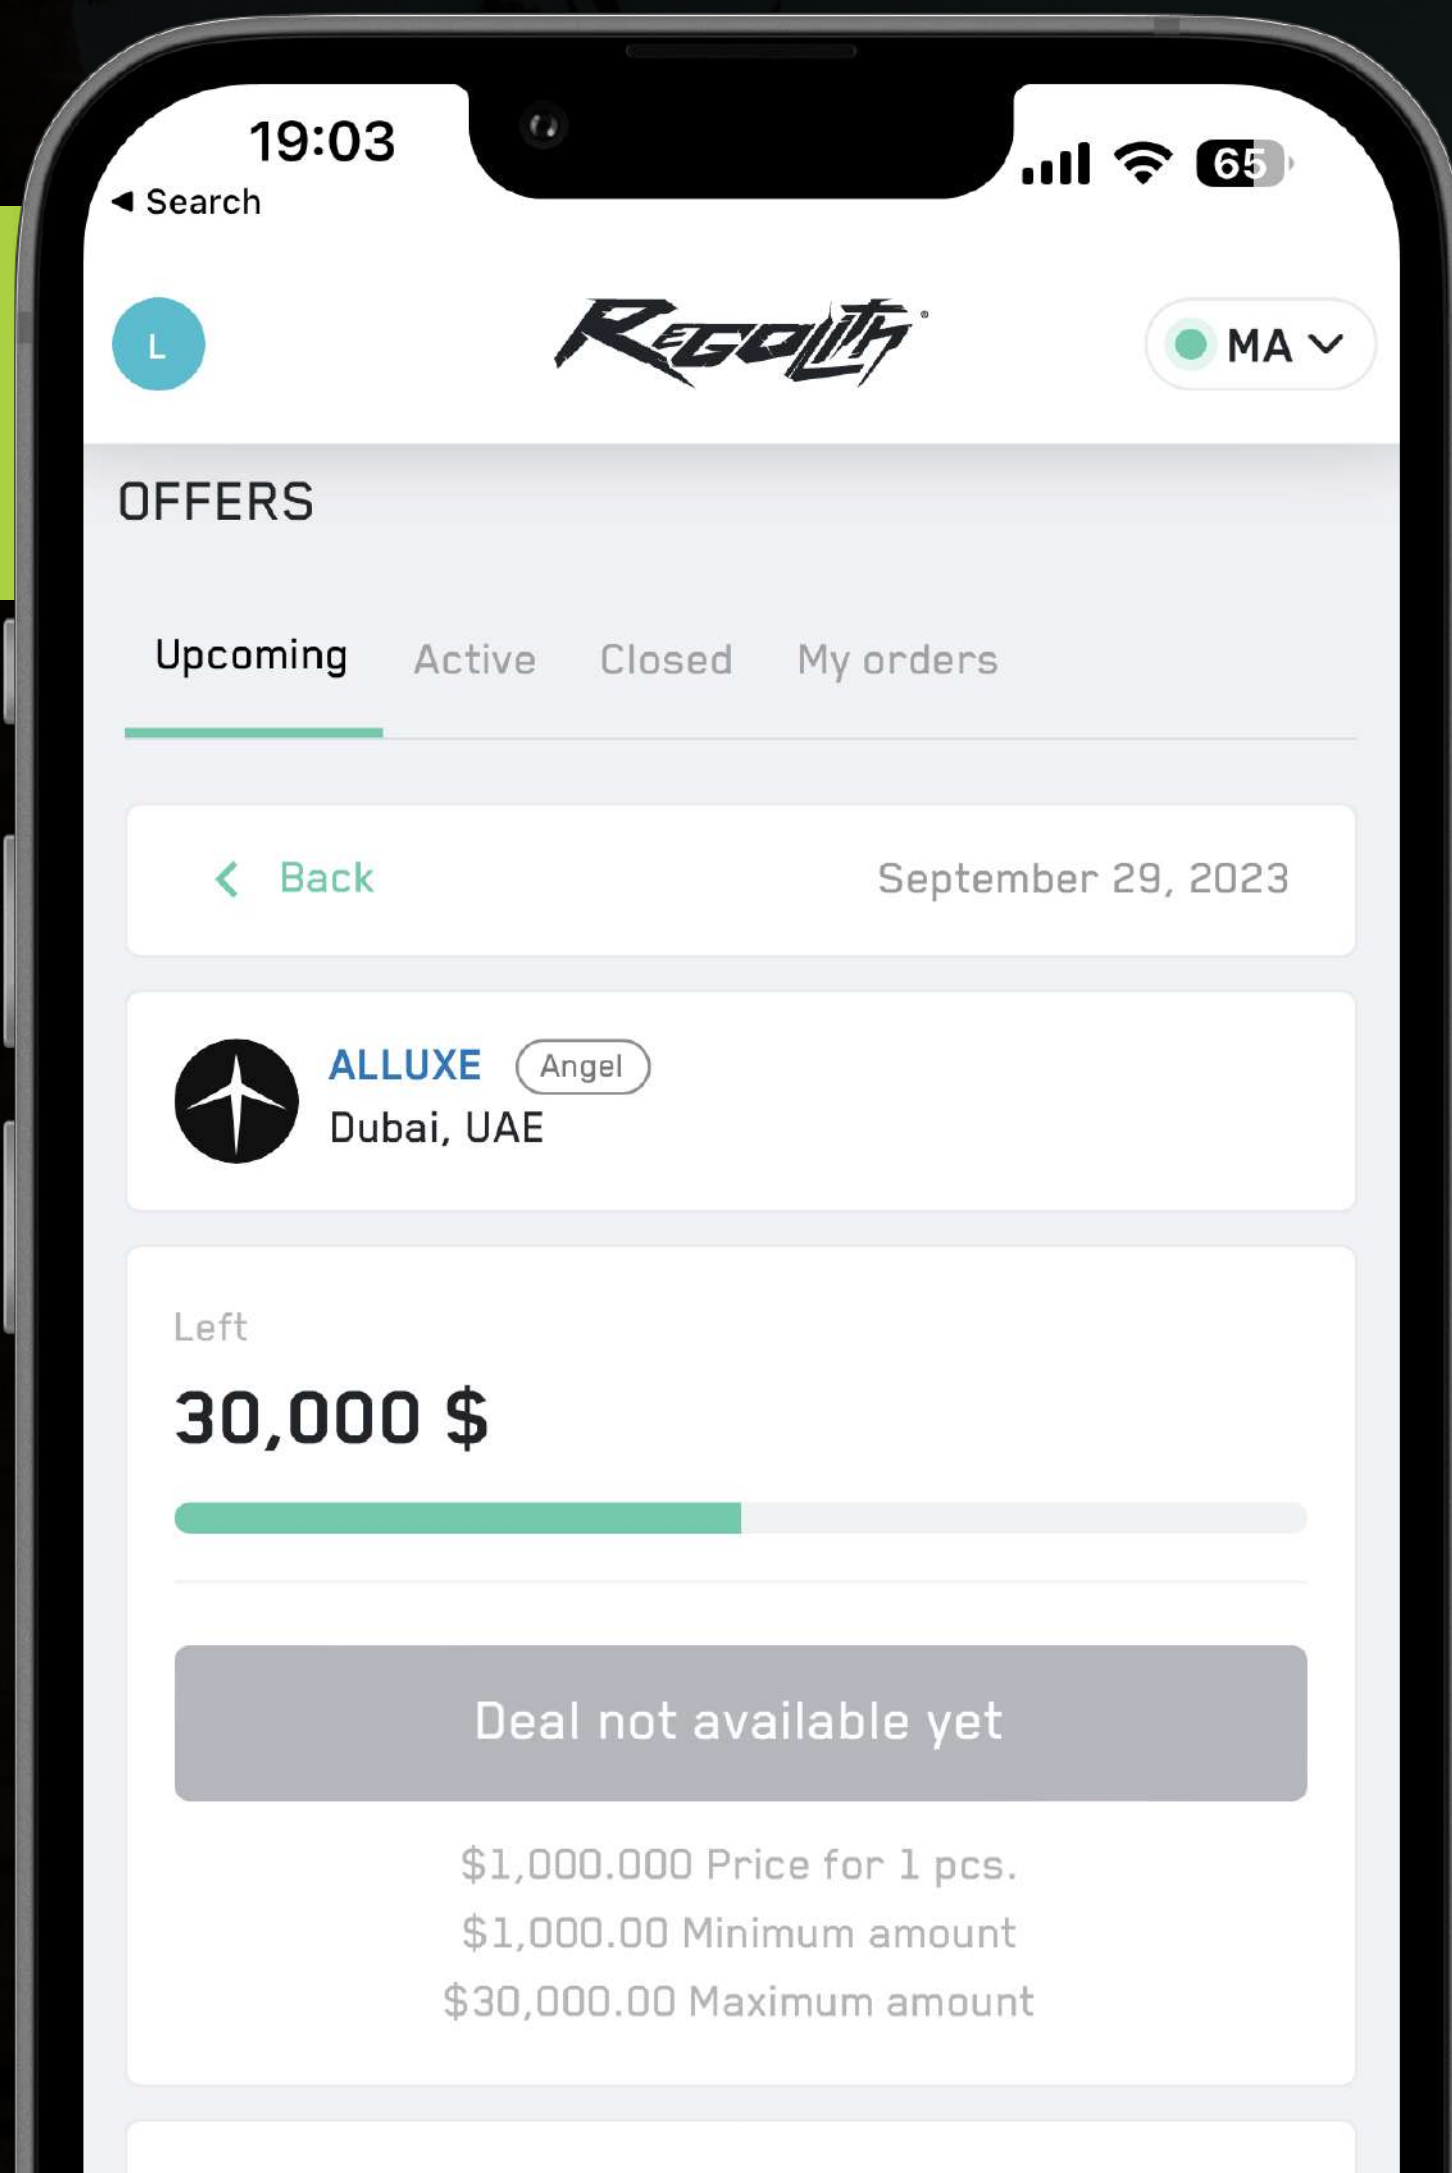 19:03
65
◀ Search
L
REGOLITH®
MA
OFFERS
Upcoming Active Closed My orders
Back September 29, 2023
ALLUXE Angel
Dubai, UAE
Left
30,000 $
Deal not available yet
$1,000.000 Price for 1 pcs.
$1,000.00 Minimum amount
$30,000.00 Maximum amount